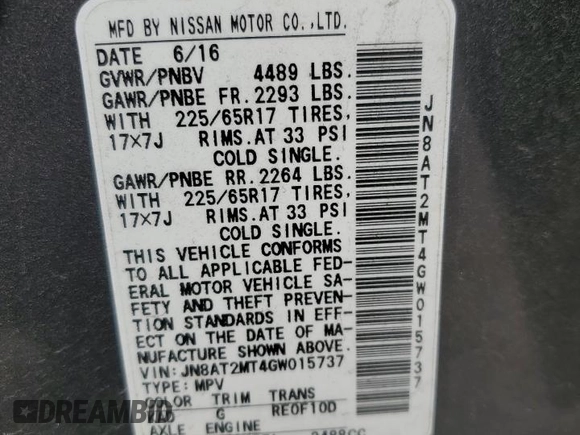 MFD BY NISSAN MOTOR CO.,LTD.
DATE 6/16
GVWR/PNBV 4489 LBS.
GAWR/PNBE FR.2293 LBS.
WITH 225/65R17 TIRES,
17×7J RIMS.AT 33 PSI
COLD SINGLE.
GAWR/PNBE RR.2264 LBS.
WITH 225/65R17 TIRES,
17×7J RIMS.AT 33 PSI
COLD SINGLE.
THIS VEHICLE CONFORMS
TO ALL APPLICABLE FED-
ERAL MOTOR VEHICLE SA-
FETY AND THEFT PREVEN-
TION STANDARDS IN EFF-
ECT ON THE DATE OF MA-
NUFACTURE SHOWN ABOVE.
VIN: JN8AT2MT4GW015737
TYPE: MPV
COLOR TRIM TRANS
G RE0F10D
AXLE ENGINE
2488CC
JN8AT2MT4GW015737
FOR BID